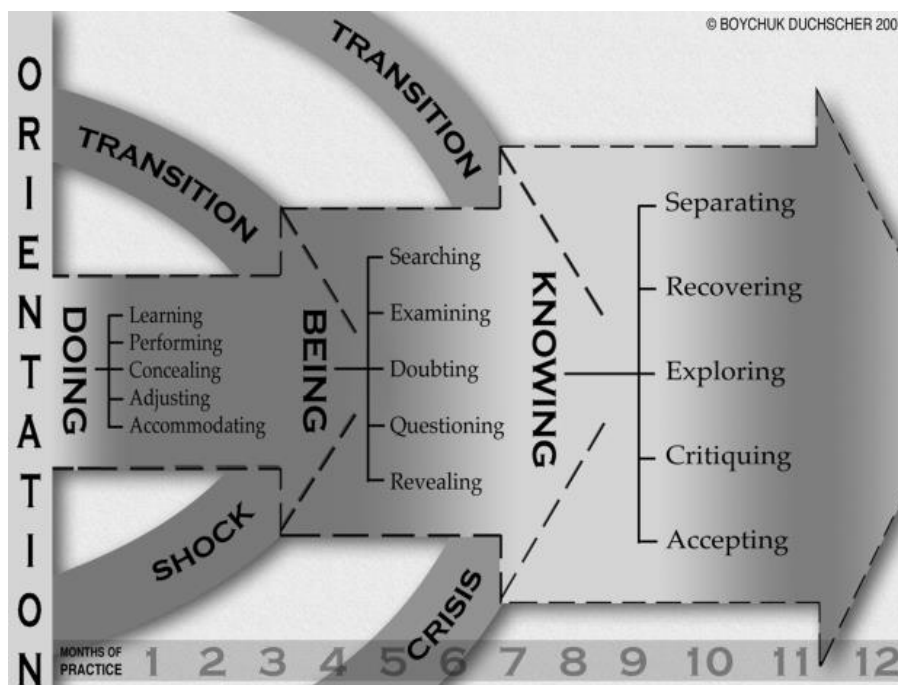 © BOYCHUK DUCHSCHER 200
ORIENTATION
TRANSITION
TRANSITION
DOING
Learning
Performing
Concealing
Adjusting
Accommodating
BEING
Searching
Examining
Doubting
Questioning
Revealing
KNOWING
Separating
Recovering
Exploring
Critiquing
Accepting
SHOCK
CRISIS
MONTHS OF
PRACTICE 1 2 3 4 5 6 7 8 9 10 11 12